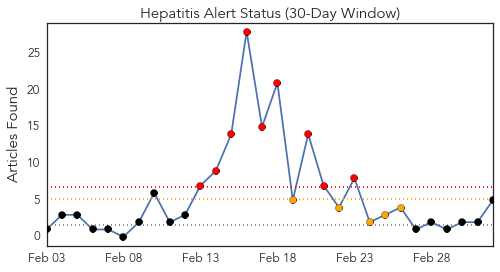 Hepatitis Alert Status (30-Day Window)
Articles Found
25
20
15
10
5
0
Feb 03
Feb 08
Feb 13
Feb 18
Feb 23
Feb 28